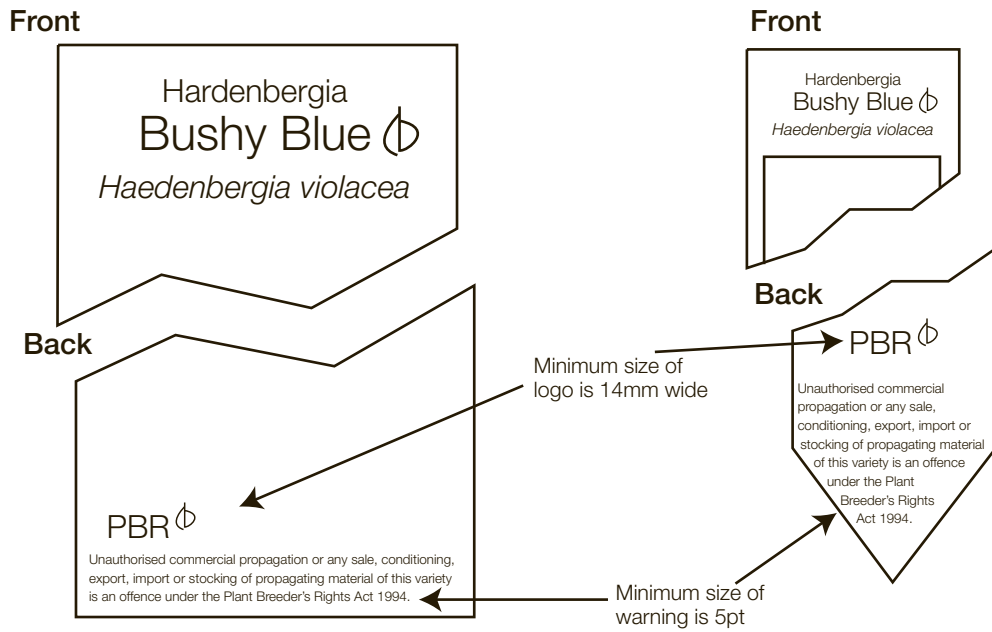 Front
Hardenbergia
Bushy Blue
Haedenbergia violacea
Back
PBR
Unauthorised commercial propagation or any sale, conditioning,
export, import or stocking of propagating material of this variety
is an offence under the Plant Breeder's Rights Act 1994.
Minimum size of
logo is 14mm wide
Minimum size of
warning is 5pt
Front
Hardenbergia
Bushy Blue
Haedenbergia violacea
Back
PBR
Unauthorised commercial
propagation or any sale,
conditioning, export, import or
stocking of propagating material
of this variety is an offence
under the Plant
Breeder's Rights
Act 1994.